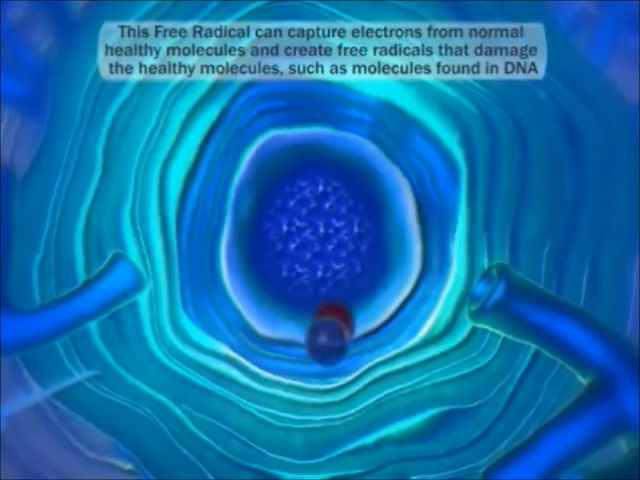 This Free Radical can capture electrons from normal
healthy molecules and create free radicals that damage
the healthy molecules, such as molecules found in DNA